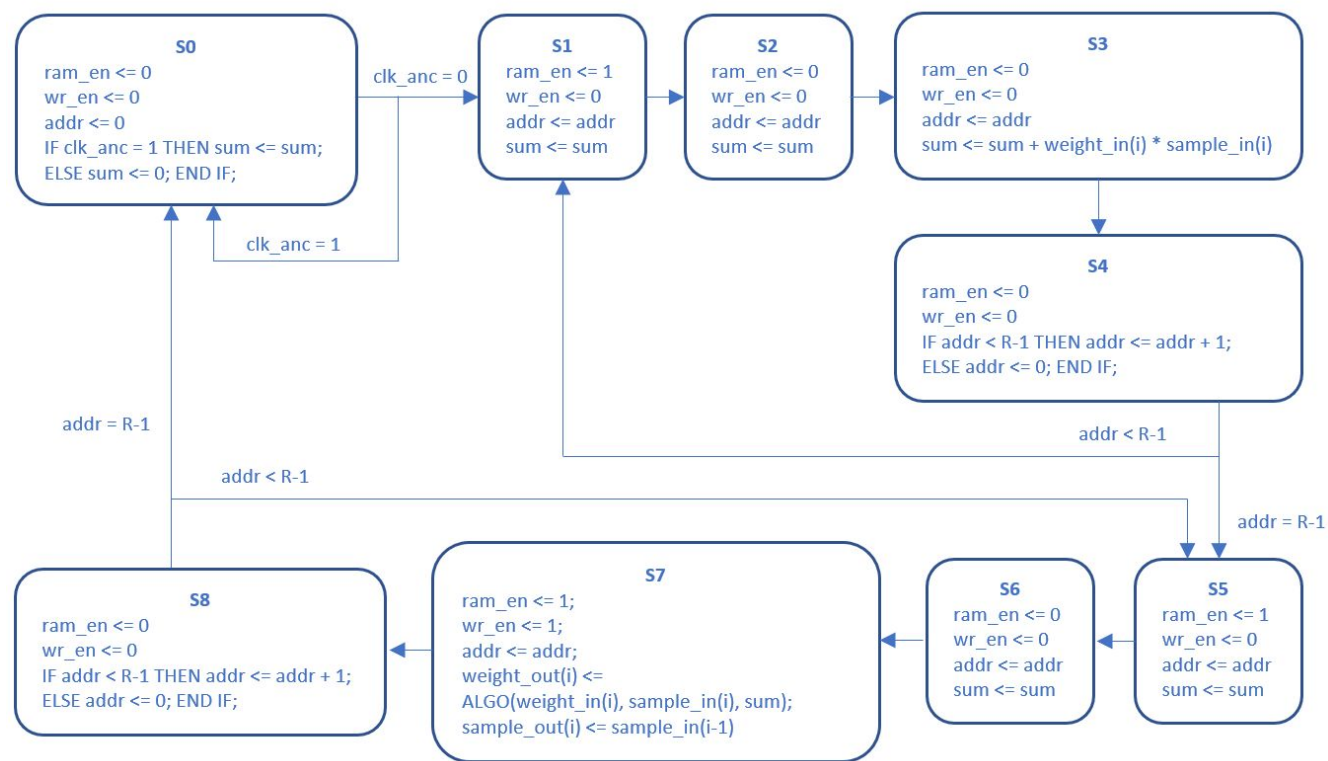 S0
ram_en <= 0
wr_en <= 0
addr <= 0
IF clk_anc = 1 THEN sum <= sum;
ELSE sum <= 0; END IF;
clk_anc = 0
clk_anc = 1
S1
ram_en <= 1
wr_en <= 0
addr <= addr
sum <= sum
S2
ram_en <= 0
wr_en <= 0
addr <= addr
sum <= sum
S3
ram_en <= 0
wr_en <= 0
addr <= addr
sum <= sum + weight_in(i) * sample_in(i)
S4
ram_en <= 0
wr_en <= 0
IF addr < R-1 THEN addr <= addr + 1;
ELSE addr <= 0; END IF;
addr < R-1
addr = R-1
S5
ram_en <= 1
wr_en <= 0
addr <= addr
sum <= sum
S6
ram_en <= 0
wr_en <= 0
addr <= addr
sum <= sum
S7
ram_en <= 1;
wr_en <= 1;
addr <= addr;
weight_out(i) <=
ALGO(weight_in(i), sample_in(i), sum);
sample_out(i) <= sample_in(i-1)
S8
ram_en <= 0
wr_en <= 0
IF addr < R-1 THEN addr <= addr + 1;
ELSE addr <= 0; END IF;
addr = R-1
addr < R-1